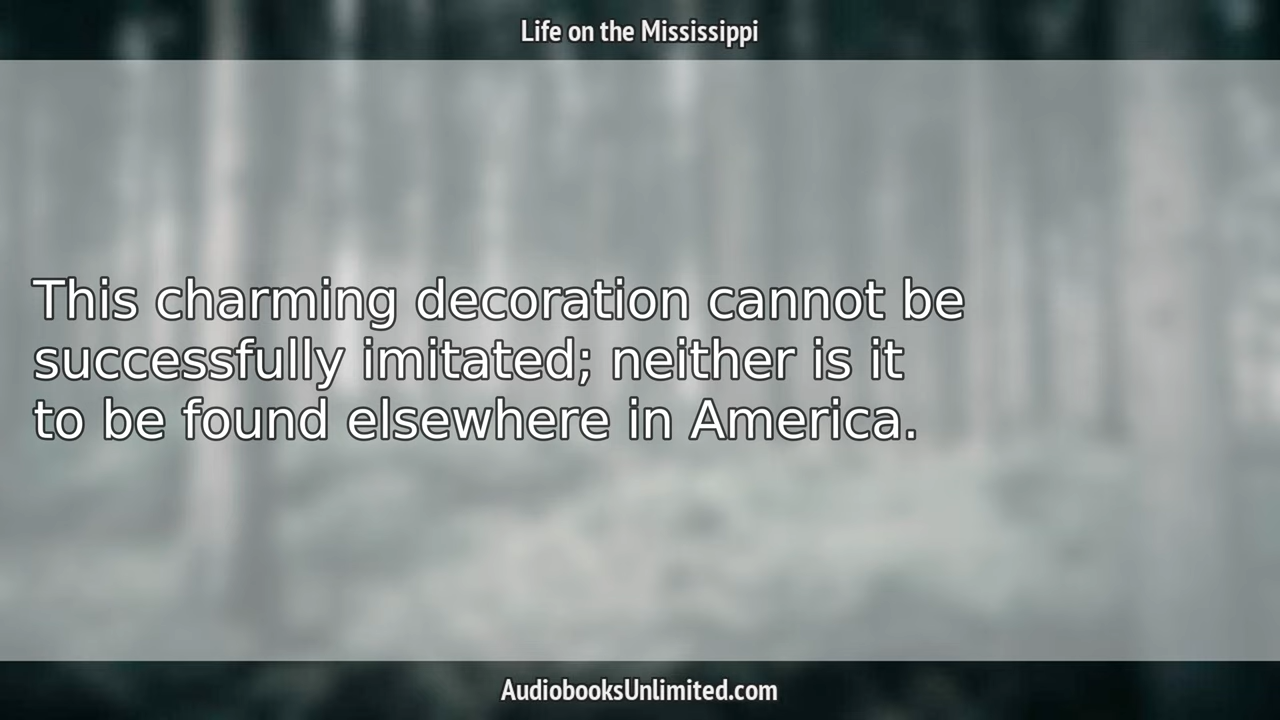 Life on the Mississippi
This charming decoration cannot be
successfully imitated; neither is it
to be found elsewhere in America.
AudiobooksUnlimited.com